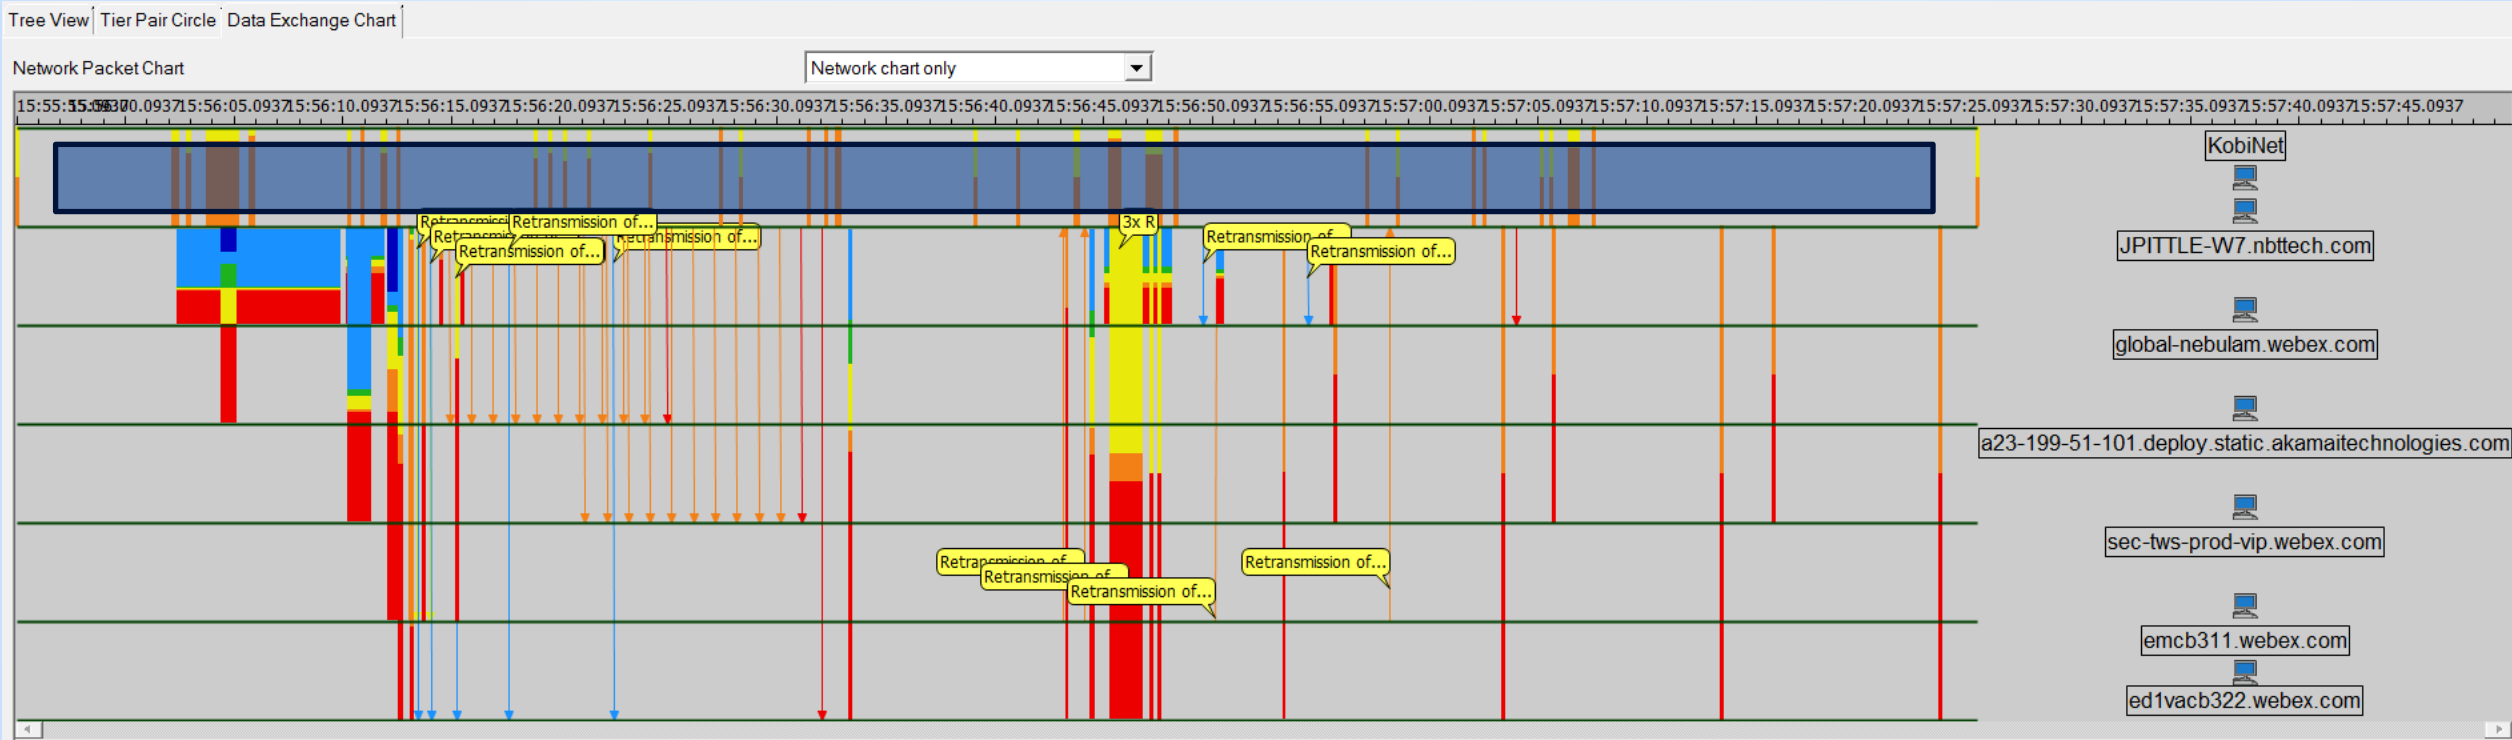 Tree View Tier Pair Circle Data Exchange Chart
Network Packet Chart Network chart only
15:56:05.0937 15:56:10.0937 15:56:15.0937 15:56:20.0937 15:56:25.0937 15:56:30.0937 15:56:35.0937 15:56:40.0937 15:56:45.0937 15:56:50.0937 15:56:55.0937 15:57:00.0937 15:57:05.0937 15:57:10.0937 15:57:15.0937 15:57:20.0937 15:57:25.0937 15:57:30.0937 15:57:35.0937 15:57:40.0937 15:57:45.0937
KobiNet
Retransmission of...
3x R
Retransmission of...
Retransmission of...
Retransmission of...
JPITTLE-W7.nbttech.com
Retransmission of...
global-nebulam.webex.com
a23-199-51-101.deploy.static.akamaitechnologies.com
sec-tws-prod-vip.webex.com
Retransmission of
Retransmission of...
Retransmission of
Retransmission of...
emcb311.webex.com
ed1vacb322.webex.com